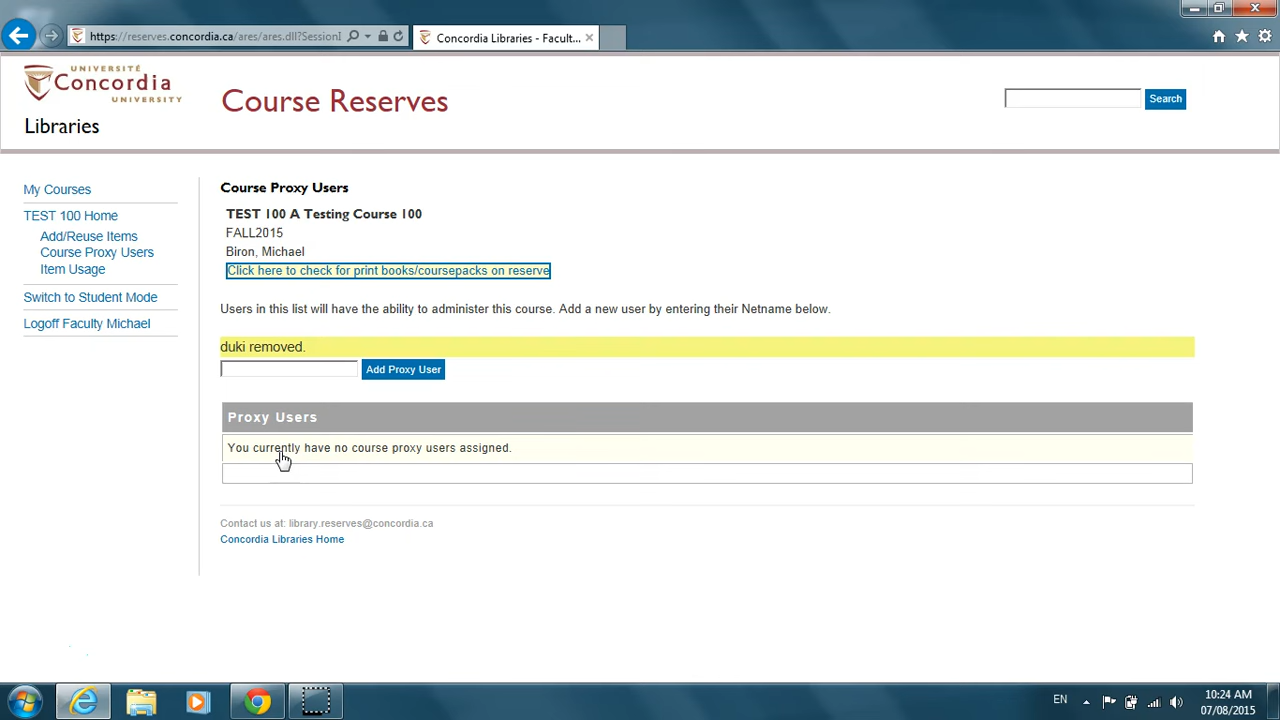 https://reserves.concordia.ca/ares/ares.dll?SessionI
Concordia Libraries - Facult...
UNIVERSITÉ
Concordia
UNIVERSITY
Libraries
Course Reserves
Search
My Courses
TEST 100 Home
Add/Reuse Items
Course Proxy Users
Item Usage
Switch to Student Mode
Logoff Faculty Michael
Course Proxy Users
TEST 100 A Testing Course 100
FALL2015
Biron, Michael
Click here to check for print books/coursepacks on reserve
Users in this list will have the ability to administer this course. Add a new user by entering their Netname below.
duki removed.
Add Proxy User
Proxy Users
You currently have no course proxy users assigned.
Contact us at: library.reserves@concordia.ca
Concordia Libraries Home
EN
10:24 AM
07/08/2015